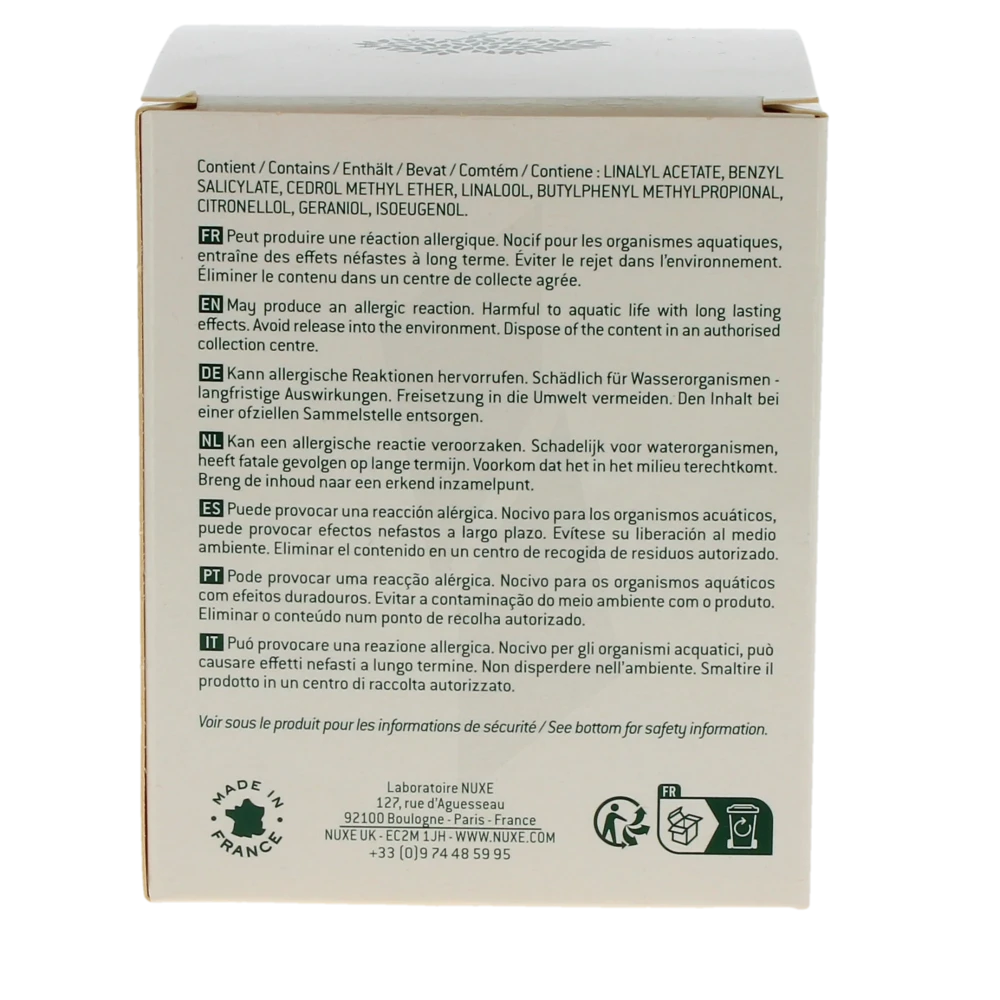 Contient / Contains / Enthält / Bevat / Comtém / Contiene : LINALYL ACETATE, BENZYL
SALICYLATE, CEDROL METHYL ETHER, LINALOOL, BUTYLPHENYL METHYLPROPIONAL,
CITRONELLOL, GERANIOL, ISOEUGENOL.
FR Peut produire une réaction allergique. Nocif pour les organismes aquatiques,
entraîne des effets néfastes à long terme. Éviter le rejet dans l'environnement.
Éliminer le contenu dans un centre de collecte agrée.
EN May produce an allergic reaction. Harmful to aquatic life with long lasting
effects. Avoid release into the environment. Dispose of the content in an authorised
collection centre.
DE Kann allergische Reaktionen hervorrufen. Schädlich für Wasserorganismen -
langfristige Auswirkungen. Freisetzung in die Umwelt vermeiden. Den Inhalt bei
einer ofziellen Sammelstelle entsorgen.
NL Kan een allergische reactie veroorzaken. Schadelijk voor waterorganismen,
heeft fatale gevolgen op lange termijn. Voorkom dat het in het milieu terechtkomt.
Breng de inhoud naar een erkend inzamelpunt.
ES Puede provocar una reacción alérgica. Nocivo para los organismos acuáticos,
puede provocar efectos nefastos a largo plazo. Evítese su liberación al medio
ambiente. Eliminar el contenido en un centro de recogida de residuos autorizado.
PT Pode provocar uma reacção alérgica. Nocivo para os organismos aquáticos
com efeitos duradouros. Evitar a contaminação do meio ambiente com o produto.
Eliminar o conteúdo num ponto de recolha autorizado.
IT Puó provocare una reazione allergica. Nocivo per gli organismi acquatici, può
causare effetti nefasti a lungo termine. Non disperdere nell'ambiente. Smaltire il
prodotto in un centro di raccolta autorizzato.
Voir sous le produit pour les informations de sécurité / See bottom for safety information.
MADE IN
FRANCE
Laboratoire NUXE
127, rue d'Aguesseau
92100 Boulogne - Paris - France
NUXE UK - EC2M 1JH - WWW.NUXE.COM
+33 (0)9 74 48 59 95
FR